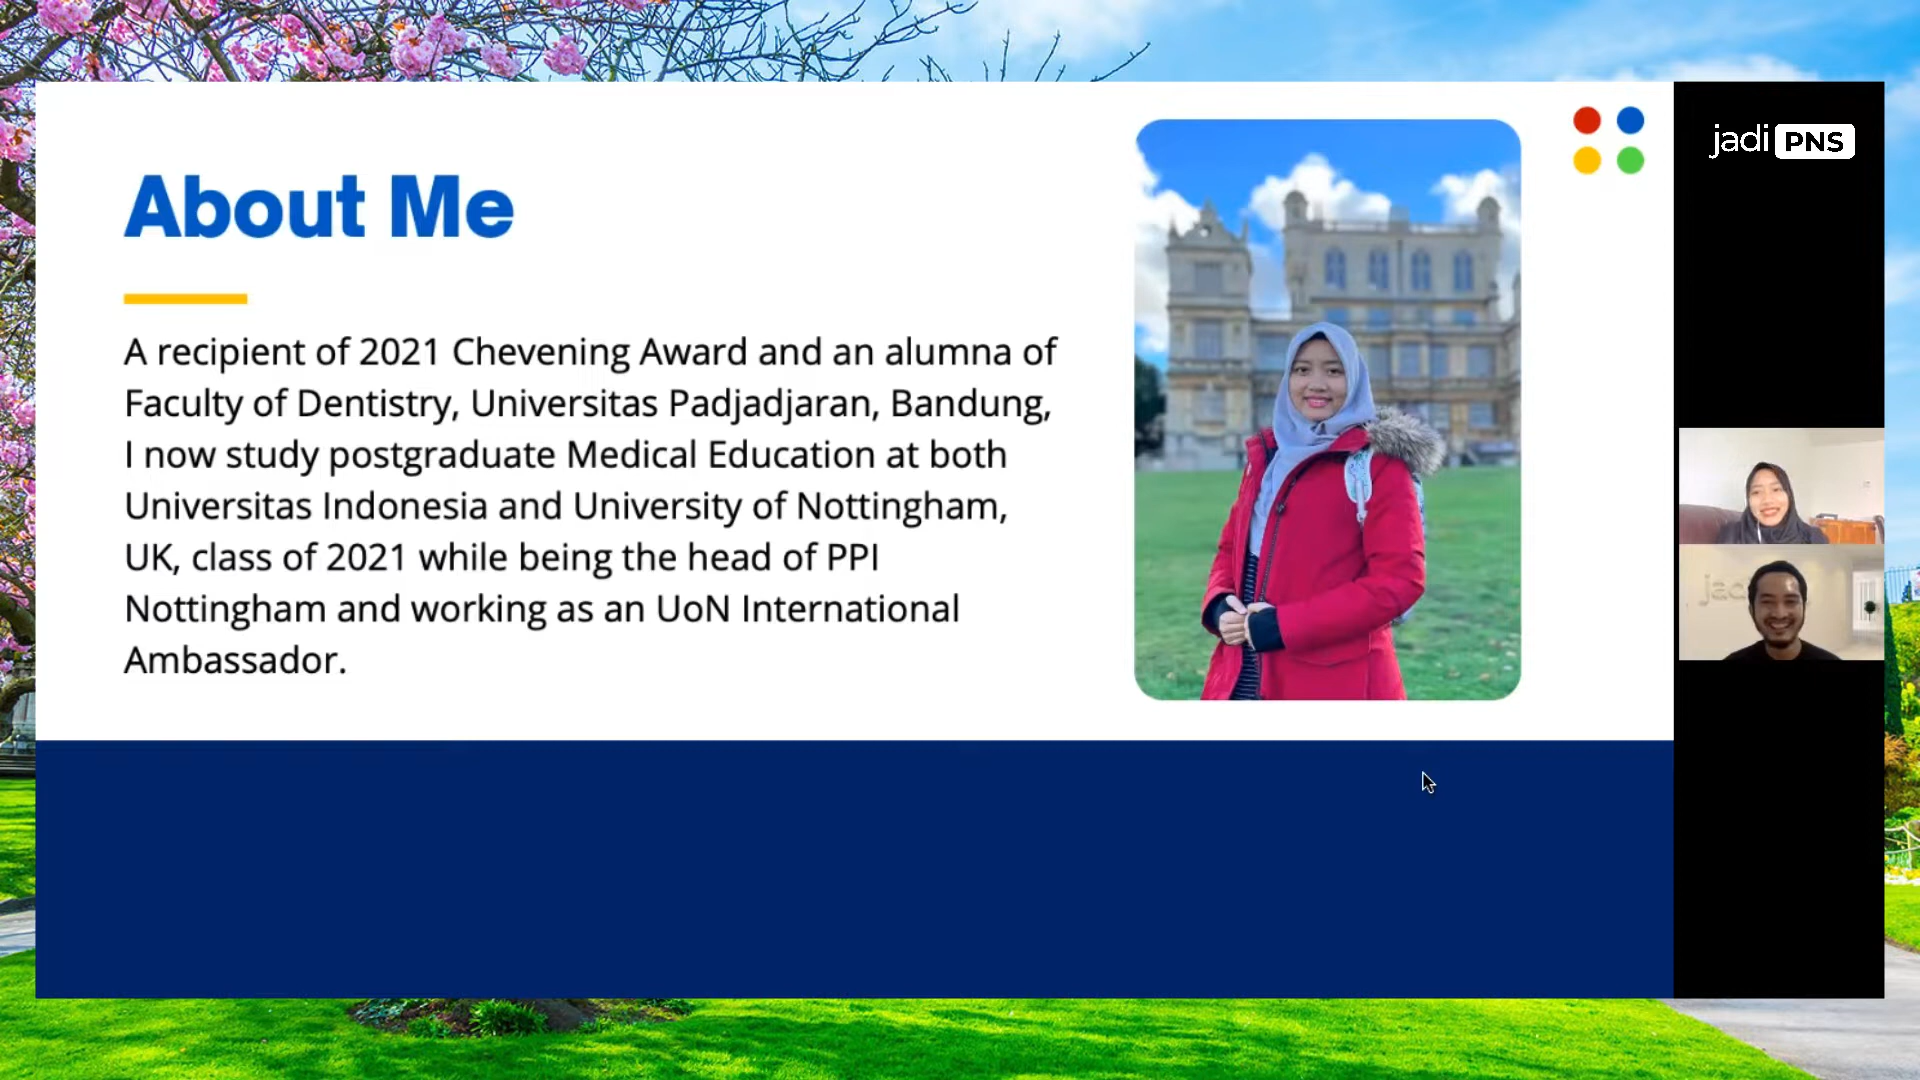 About Me
A recipient of 2021 Chevening Award and an alumna of
Faculty of Dentistry, Universitas Padjadjaran, Bandung,
I now study postgraduate Medical Education at both
Universitas Indonesia and University of Nottingham,
UK, class of 2021 while being the head of PPI
Nottingham and working as an UoN International
Ambassador.
jadi PNS